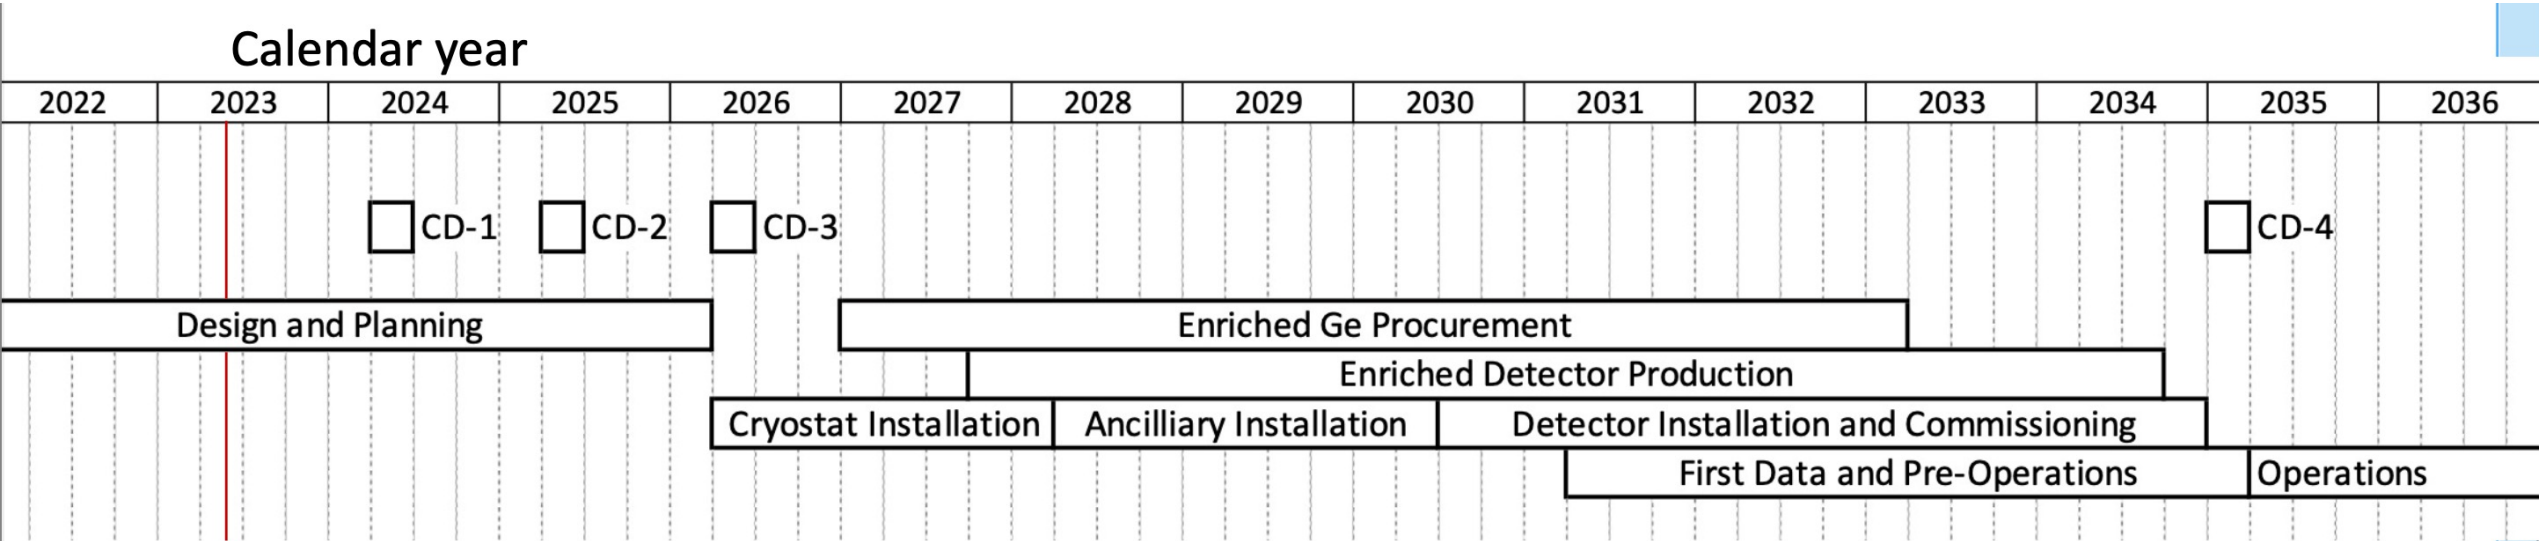 Calendar year
2022 2023 2024 2025 2026 2027 2028 2029 2030 2031 2032 2033 2034 2035 2036
CD-1 CD-2 CD-3 CD-4
Design and Planning Enriched Ge Procurement
Enriched Detector Production
Cryostat Installation Ancilliary Installation Detector Installation and Commissioning
First Data and Pre-Operations Operations